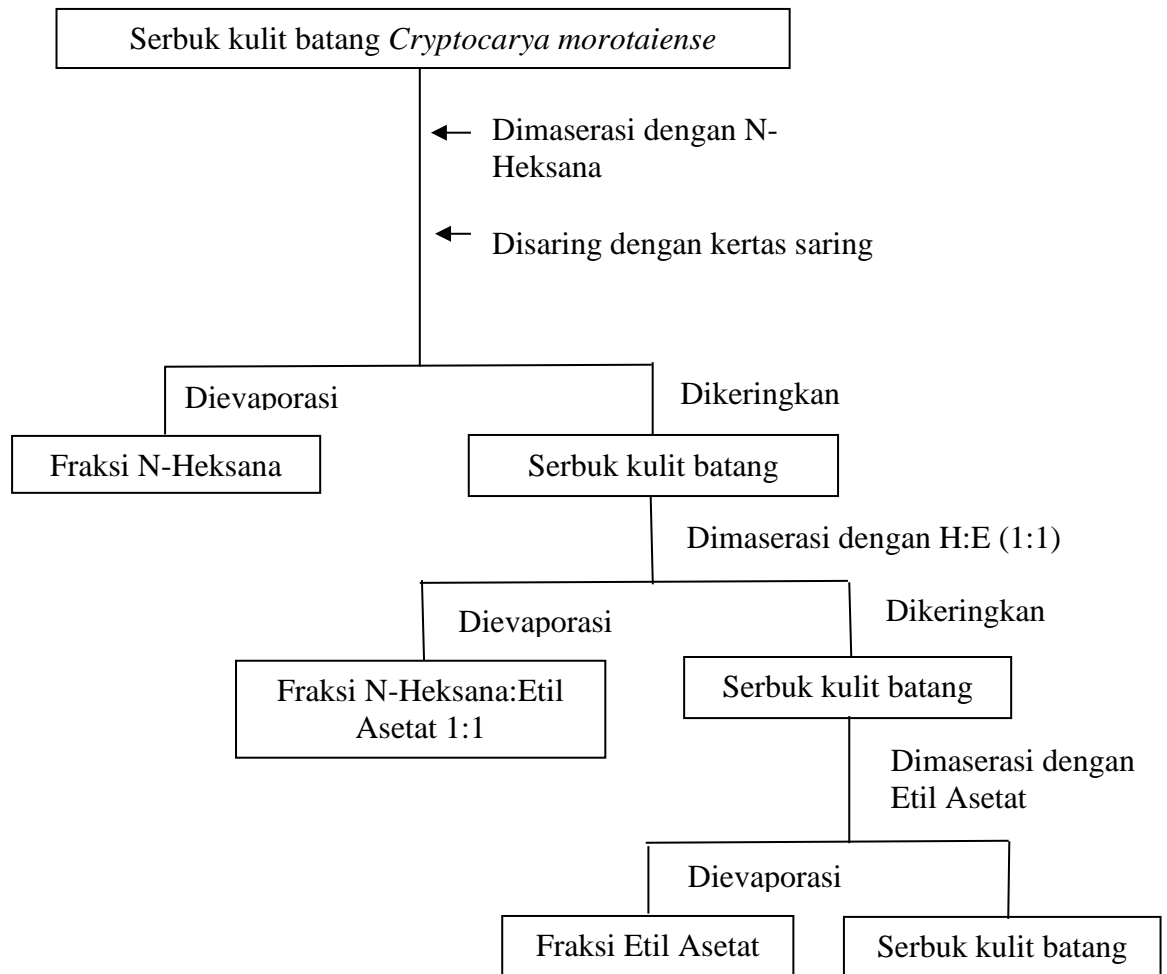 Serbuk kulit batang Cryptocarya morotaiense
Dimaserasi dengan N-
Heksana
Disaring dengan kertas saring
Dievaporasi
Dikeringkan
Fraksi N-Heksana
Serbuk kulit batang
Dimaserasi dengan H:E (1:1)
Dievaporasi
Dikeringkan
Fraksi N-Heksana:Etil
Asetat 1:1
Serbuk kulit batang
Dimaserasi dengan
Etil Asetat
Dievaporasi
Fraksi Etil Asetat
Serbuk kulit batang